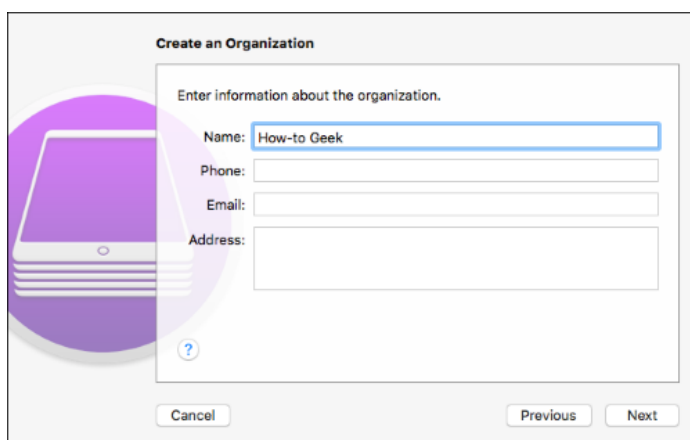 Create an Organization
Enter information about the organization.
Name: How-to Geek
Phone:
Email:
Address:
?
Cancel Previous Next